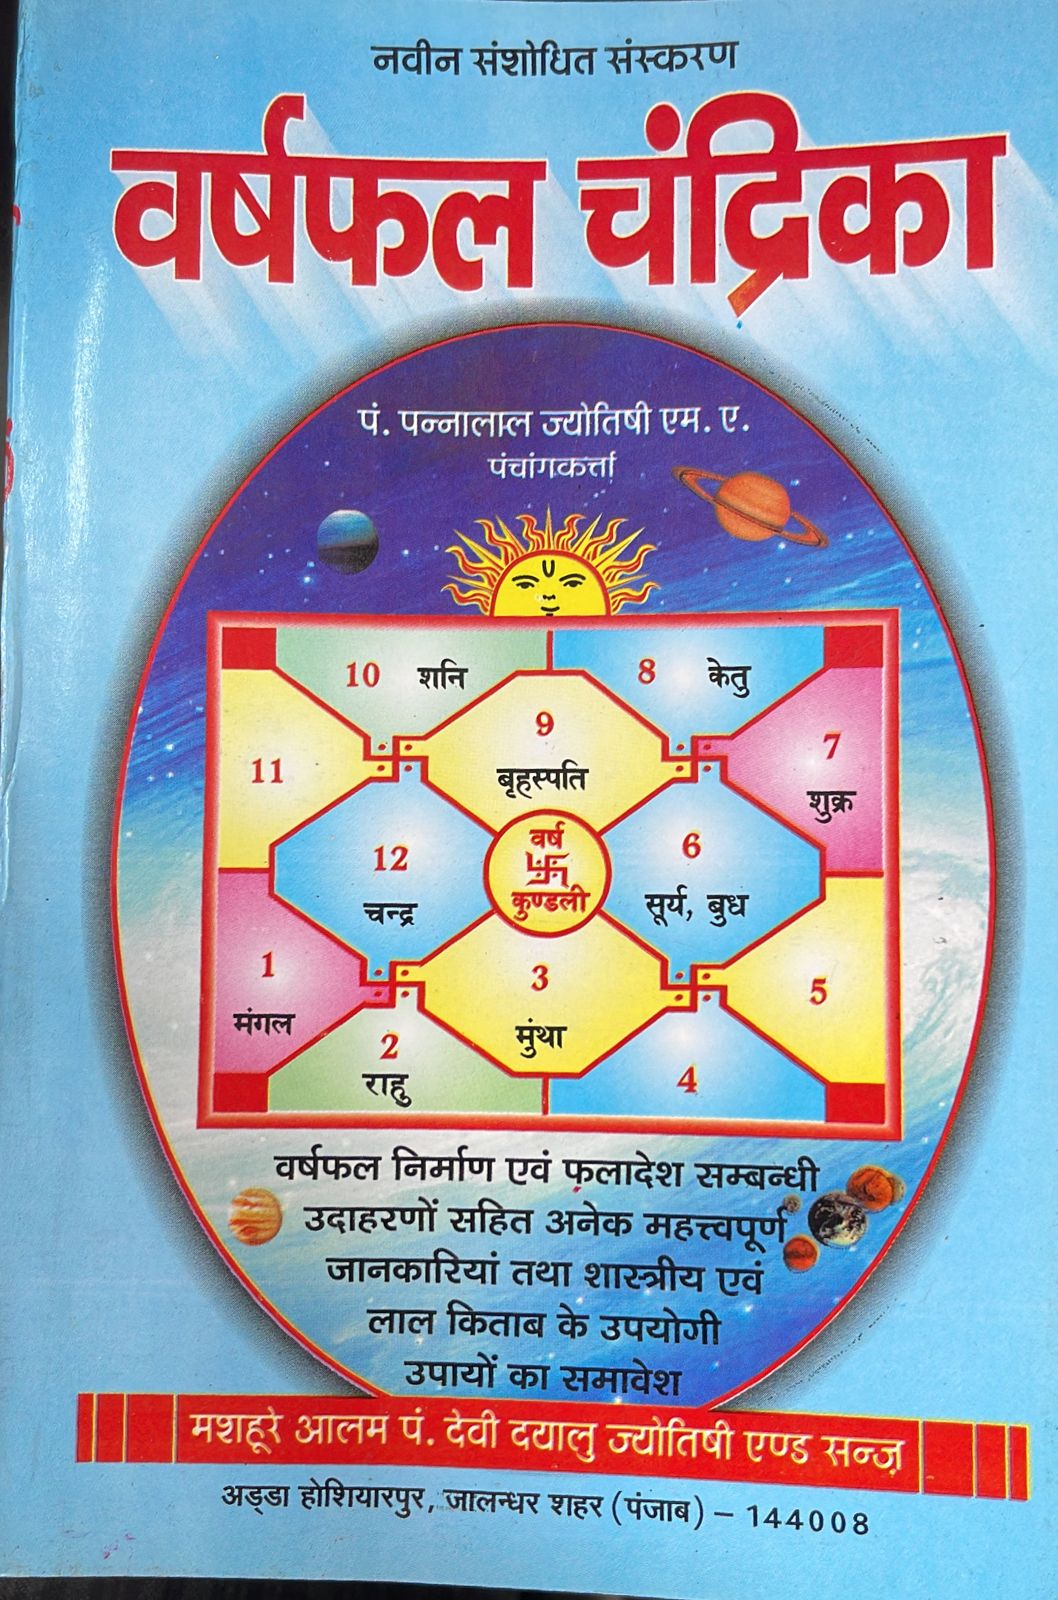 नवीन संशोधित संस्करण
वर्षफल चंद्रिका
पं. पन्नालाल ज्योतिषी एम. ए.
पंचांगकर्त्ता
10 शनि
8 केतु
9
बृहस्पति
7
शुक्र
11
12
चन्द्र
वर्ष
कुण्डली
6
सूर्य, बुध
1
मंगल
3
मुंथा
5
2
राहु
4
वर्षफल निर्माण एवं फलादेश सम्बन्धी
उदाहरणों सहित अनेक महत्त्वपूर्ण
जानकारियां तथा शास्त्रीय एवं
लाल किताब के उपयोगी
उपायों का समावेश
मशहूरे आलम पं. देवी दयालु ज्योतिषी एण्ड सन्ज़
अड्डा होशियारपुर, जालन्धर शहर (पंजाब) – 144008